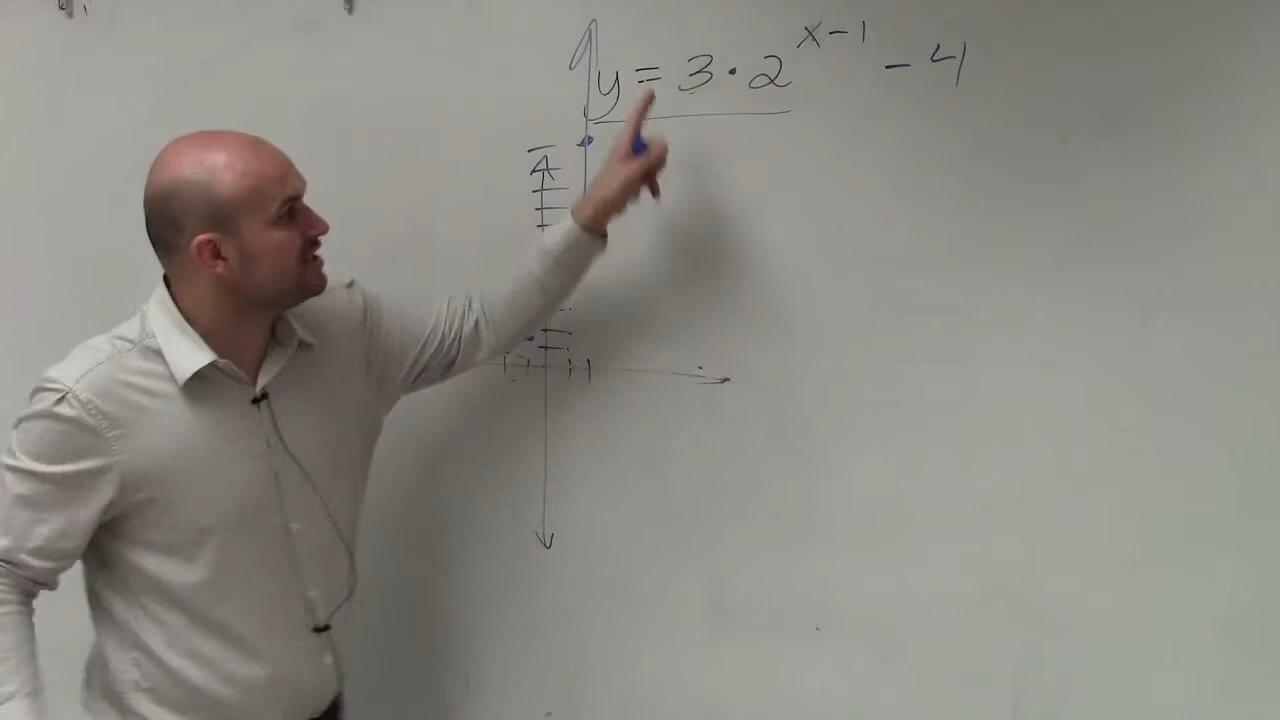 y = 3 · 2^{x-1} - 4